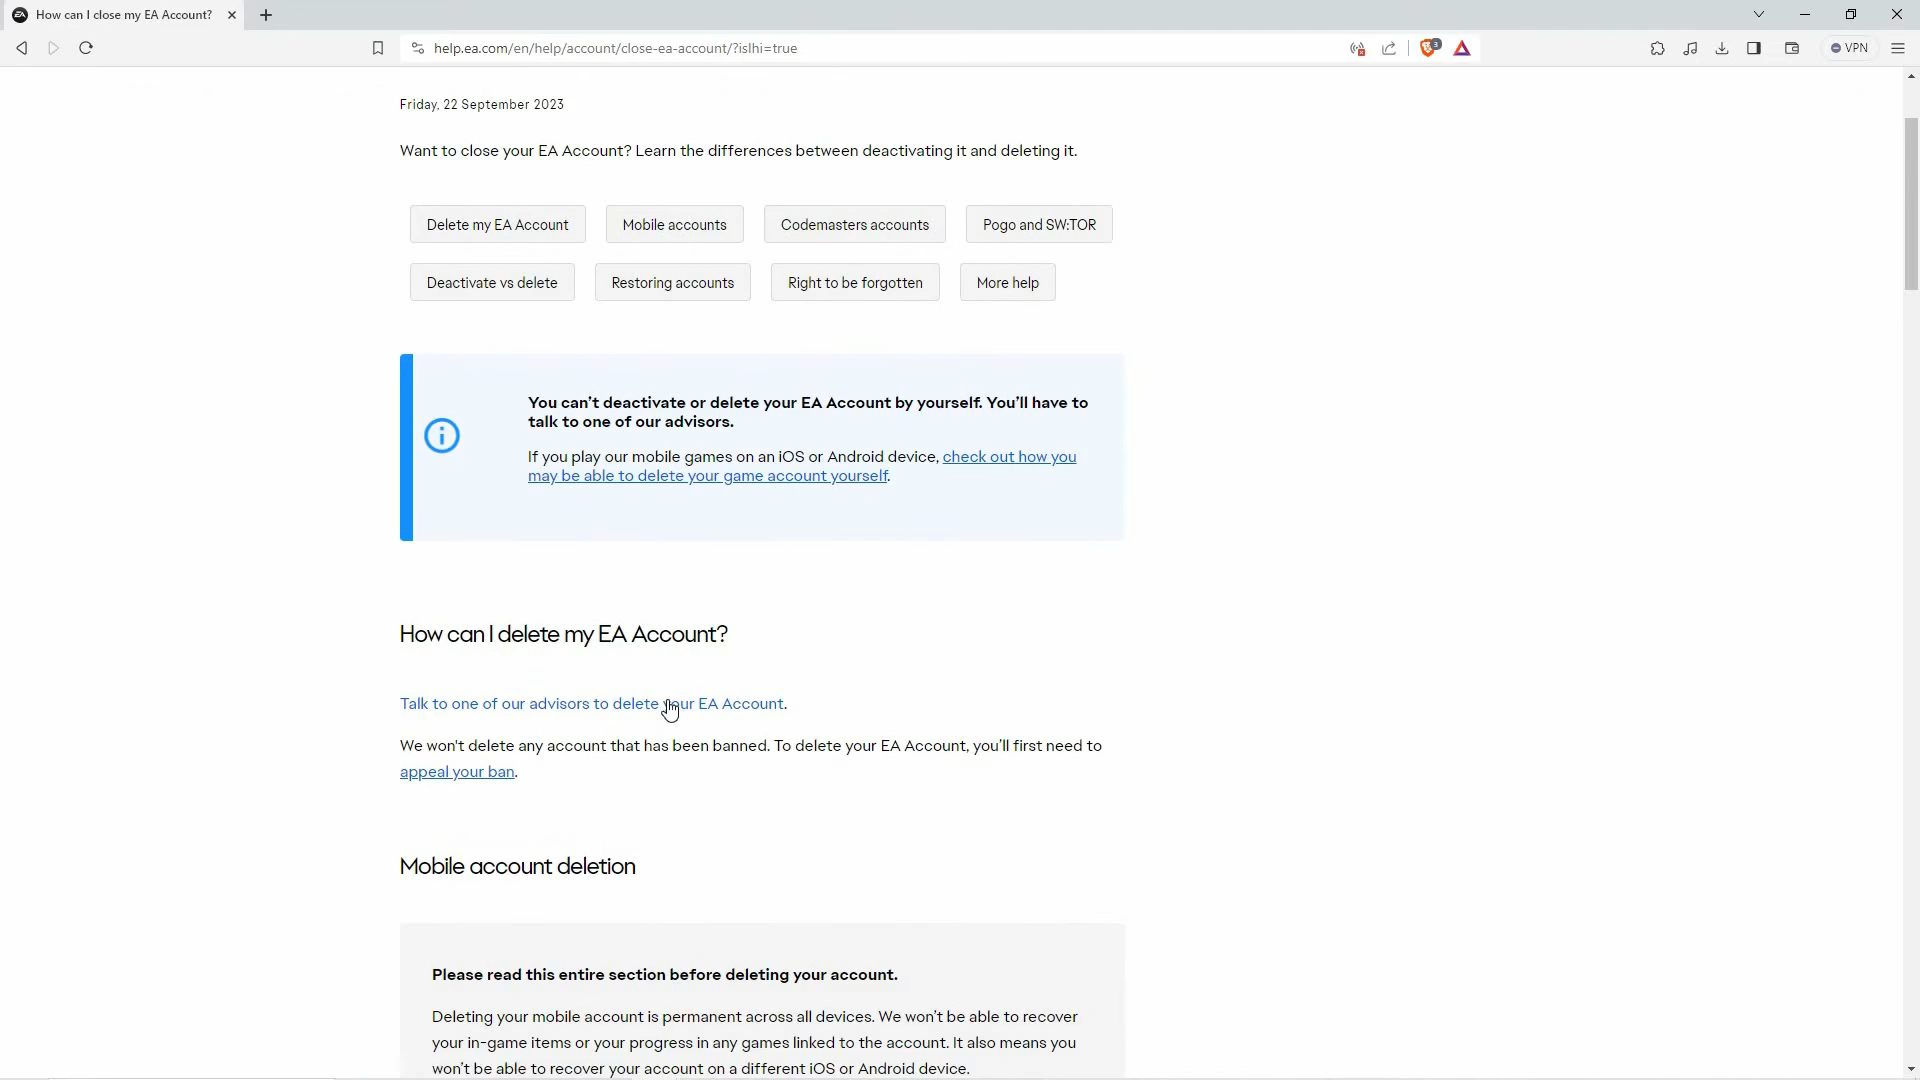 How can I close my EA Account?
help.ea.com/en/help/account/close-ea-account/?isIhi=true
3
VPN
Friday, 22 September 2023
Want to close your EA Account? Learn the differences between deactivating it and deleting it.
Delete my EA Account Mobile accounts Codemasters accounts Pogo and SW:TOR
Deactivate vs delete Restoring accounts Right to be forgotten More help
You can’t deactivate or delete your EA Account by yourself. You’ll have to
talk to one of our advisors.
If you play our mobile games on an iOS or Android device, check out how you
may be able to delete your game account yourself.
How can I delete my EA Account?
Talk to one of our advisors to delete your EA Account.
We won't delete any account that has been banned. To delete your EA Account, you’ll first need to
appeal your ban.
Mobile account deletion
Please read this entire section before deleting your account.
Deleting your mobile account is permanent across all devices. We won’t be able to recover
your in-game items or your progress in any games linked to the account. It also means you
won’t be able to recover your account on a different iOS or Android device.